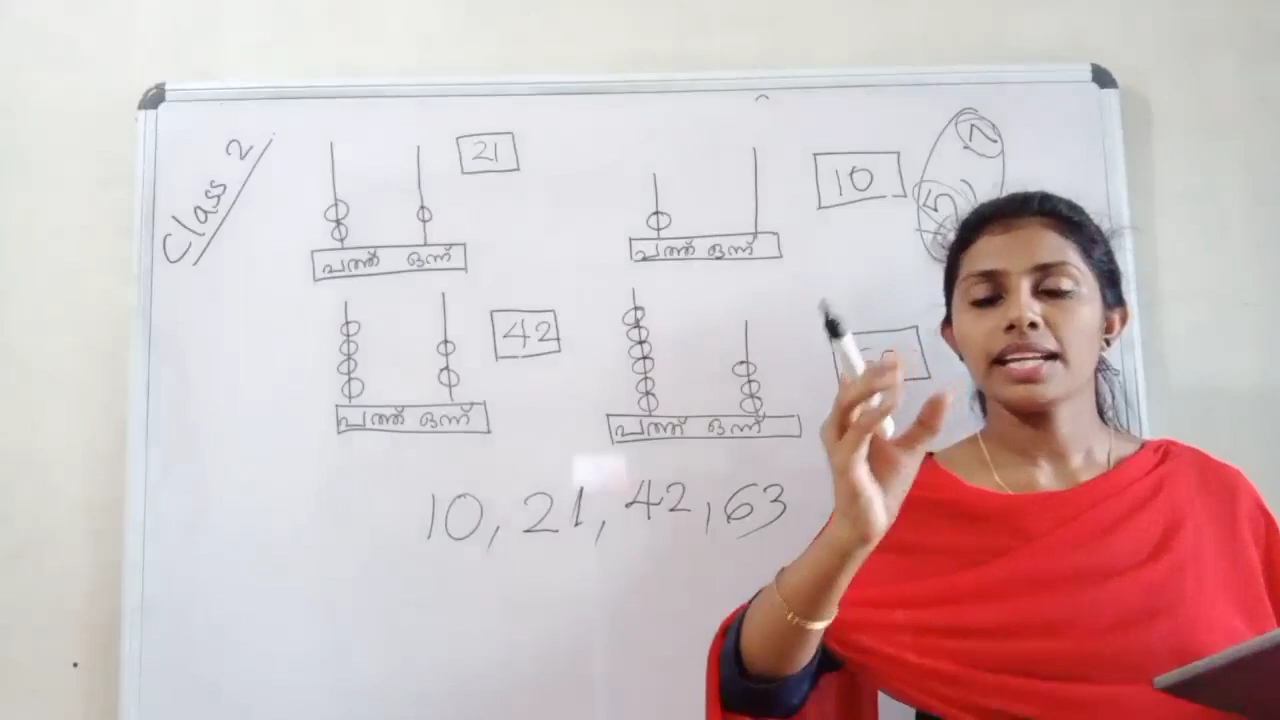 Class 2
21
10
പത്ത് ഒന്ന്
പത്ത് ഒന്ന്
42
പത്ത് ഒന്ന്
പത്ത് ഒന്ന്
10, 21, 42, 63